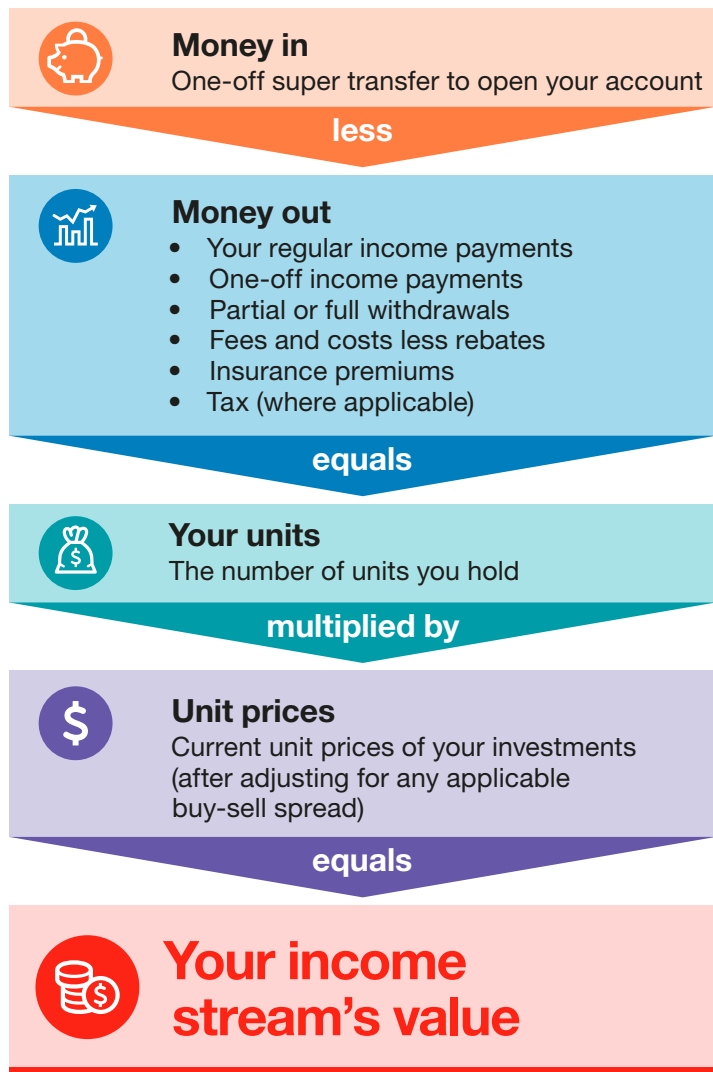 Money in
One-off super transfer to open your account
less
Money out
• Your regular income payments
• One-off income payments
• Partial or full withdrawals
• Fees and costs less rebates
• Insurance premiums
• Tax (where applicable)
equals
$
Your units
The number of units you hold
multiplied by
$
Unit prices
Current unit prices of your investments
(after adjusting for any applicable
buy-sell spread)
equals
$
Your income
stream's value